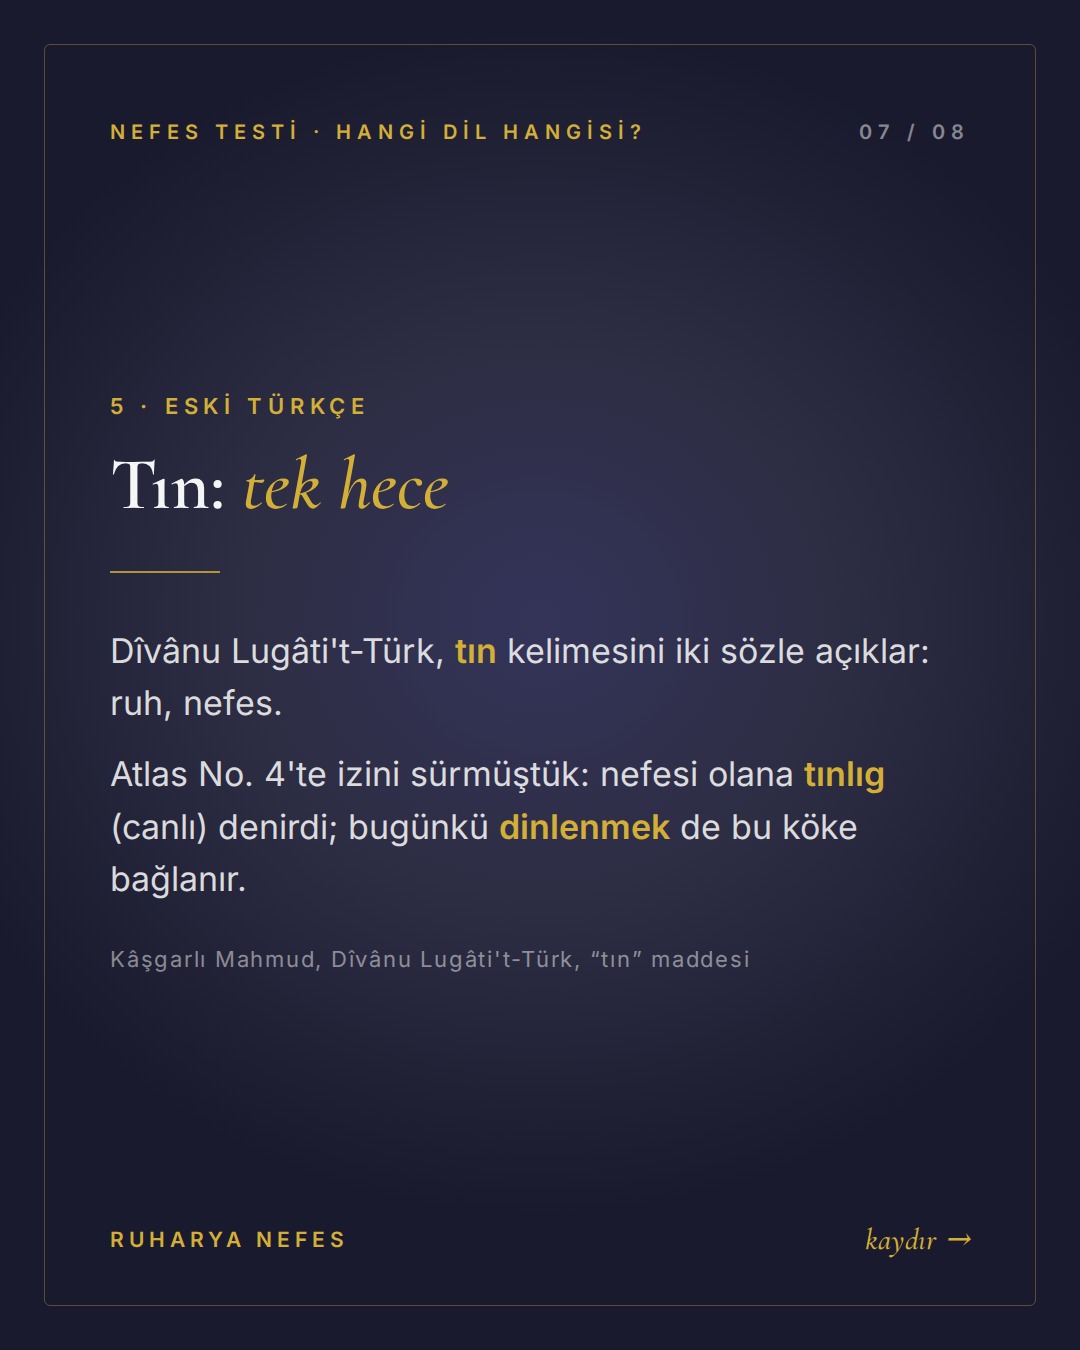 NEFES TESTİ · HANGİ DİL HANGİSİ?
07 / 08
5 · ESKİ TÜRKÇE
Tın: tek hece
Dîvânu Lugâti't-Türk, tın kelimesini iki sözle açıklar:
ruh, nefes.
Atlas No. 4'te izini sürmüştük: nefesi olana tınlıg
(canlı) denirdi; bugünkü dinlenmek de bu köke
bağlanır.
Kâşgarlı Mahmud, Dîvânu Lugâti't-Türk, “tın” maddesi
RUHARYA NEFES
kaydır →